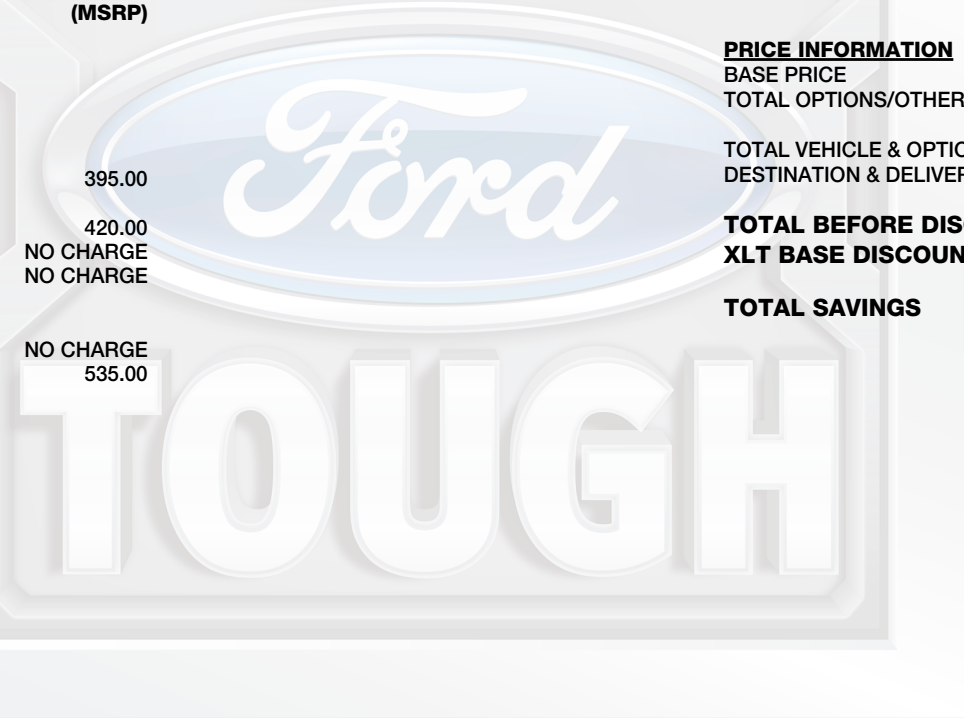 (MSRP)
395.00
420.00
NO CHARGE
NO CHARGE
NO CHARGE
535.00
PRICE INFORMATION
BASE PRICE
TOTAL OPTIONS/OTHER
TOTAL VEHICLE & OPTIO
DESTINATION & DELIVER
TOTAL BEFORE DIS
XLT BASE DISCOUN
TOTAL SAVINGS
Ford
TOUGH